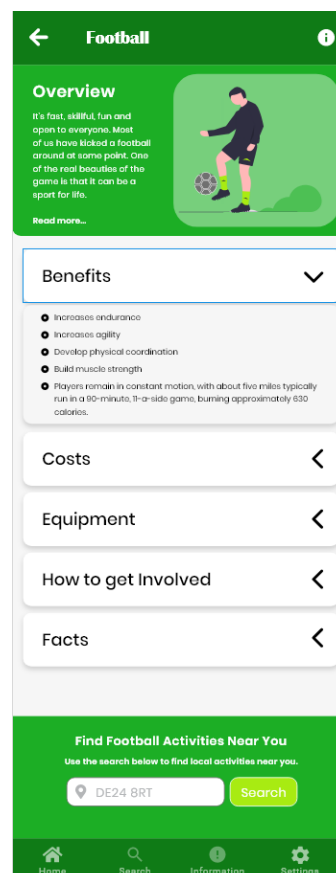 Football
Overview
It's fast, skillful, fun and
open to everyone. Most
of us have kicked a football
around at some point. One
of the real beauties of the
game is that it can be a
sport for life.
Read more...
Benefits
Increases endurance
Increases agility
Develop physical coordination
Build muscle strength
Players remain in constant motion, with about five miles typically
run in a 90-minute, 11-a-side game, burning approximately 630
calories.
Costs
Equipment
How to get Involved
Facts
Find Football Activities Near You
Use the search below to find local activities near you.
DE24 8RT
Search
Home
Search
Information
Settings